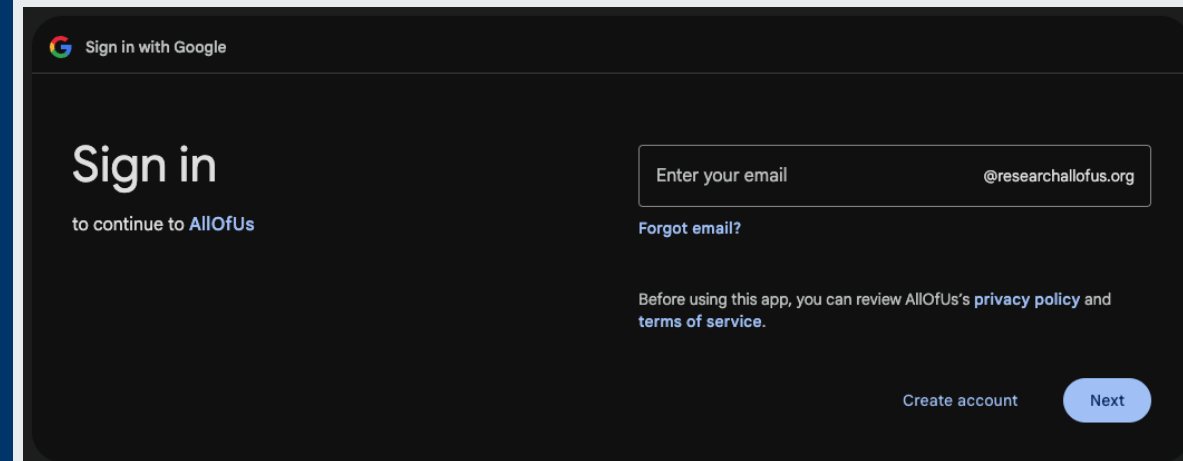 Sign in with Google
Sign in
to continue to AllOfUs
Enter your email @researchallofus.org
Forgot email?
Before using this app, you can review AllOfUs's privacy policy and
terms of service.
Create account Next